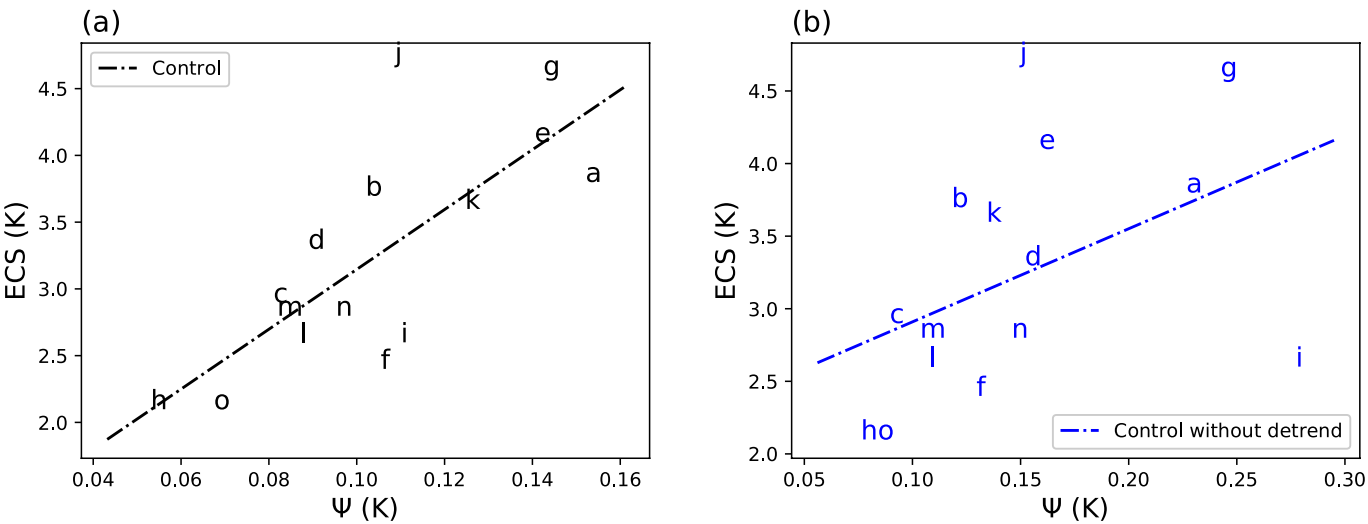 (a)
Control
ECS (K)
4.5
4.0
3.5
3.0
2.5
2.0
j
g
e
a
b
k
d
c
m
n
l
i
f
h
o
0.04
0.06
0.08
0.10
0.12
0.14
0.16
Ψ (K)
(b)
ECS (K)
4.5
4.0
3.5
3.0
2.5
2.0
j
g
e
a
b
k
d
c
m
n
l
i
f
ho
Control without detrend
0.05
0.10
0.15
0.20
0.25
0.30
Ψ (K)